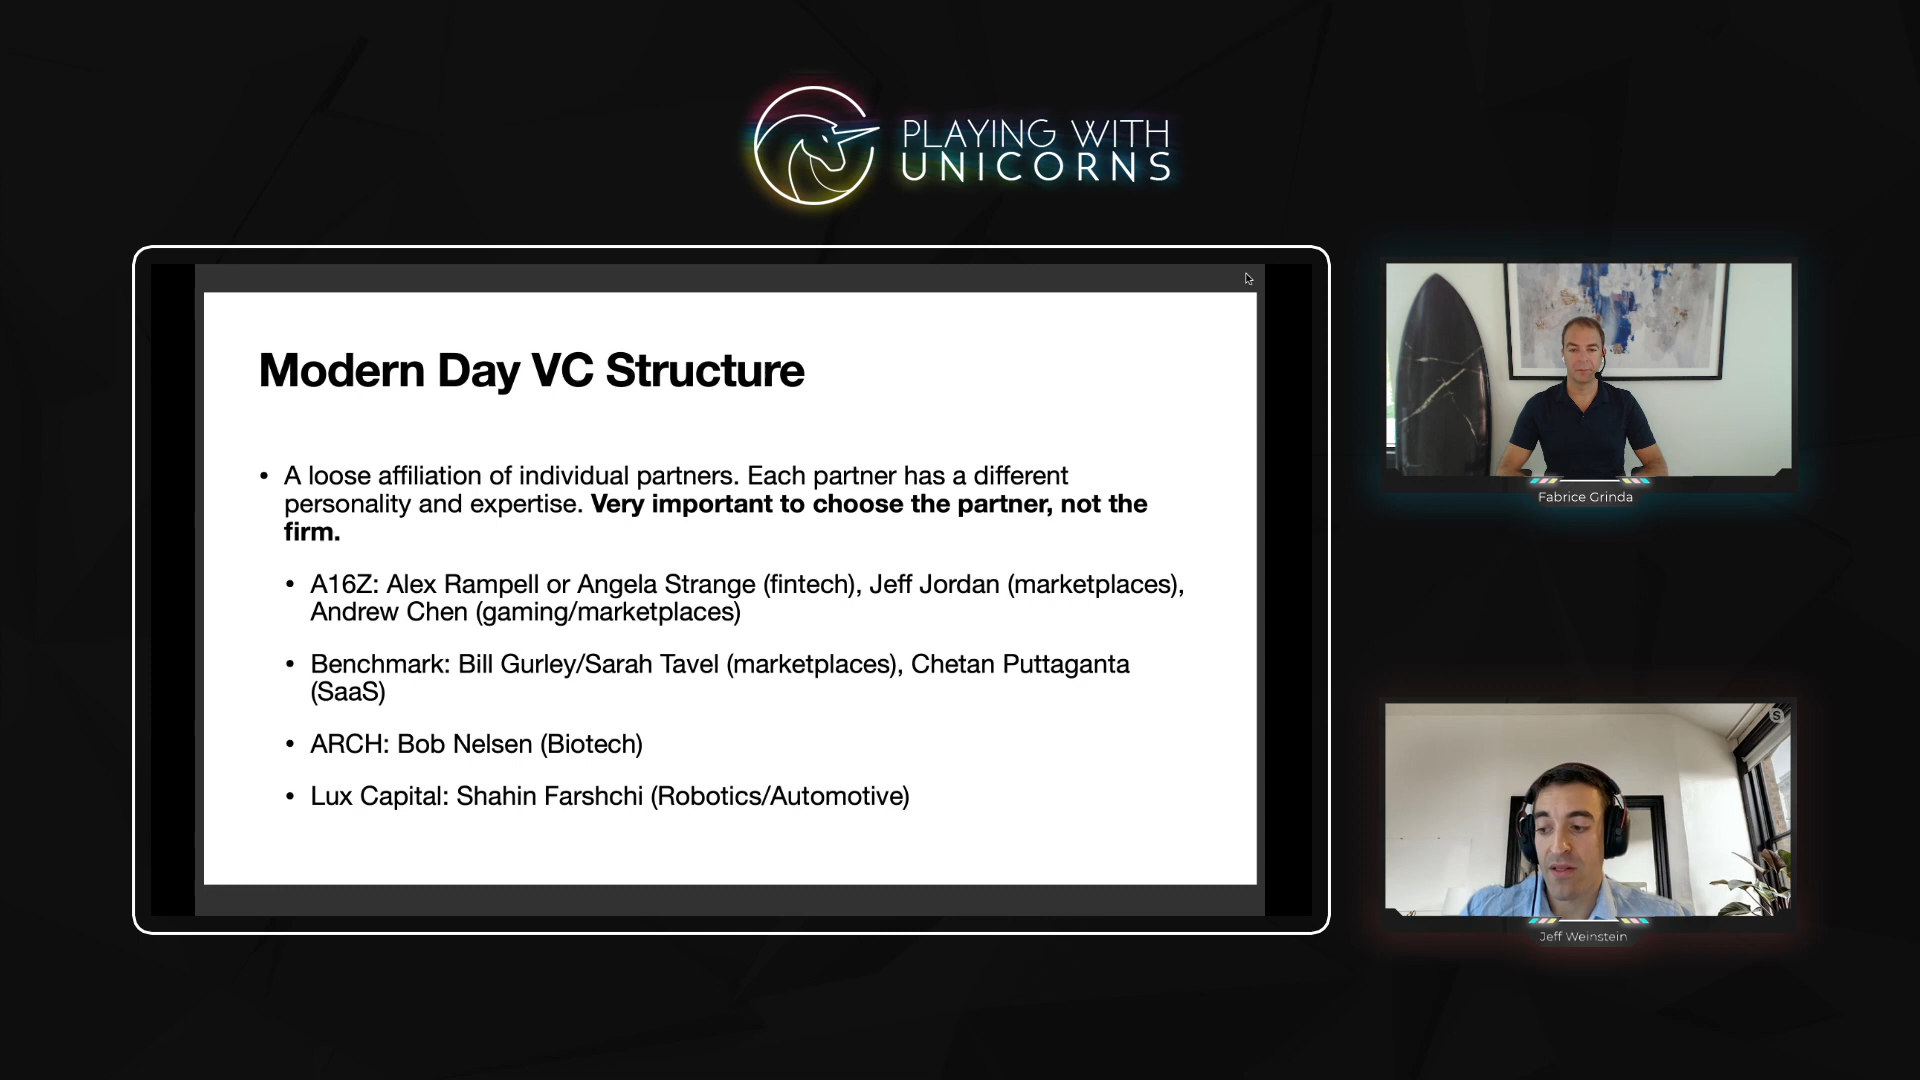 PLAYING WITH
UNICORNS
Modern Day VC Structure
• A loose affiliation of individual partners. Each partner has a different
personality and expertise. Very important to choose the partner, not the
firm.
• A16Z: Alex Rampell or Angela Strange (fintech), Jeff Jordan (marketplaces),
Andrew Chen (gaming/marketplaces)
• Benchmark: Bill Gurley/Sarah Tavel (marketplaces), Chetan Puttaganta
(SaaS)
• ARCH: Bob Nelsen (Biotech)
• Lux Capital: Shahin Farshchi (Robotics/Automotive)
Fabrice Grinda
S
Jeff Weinstein